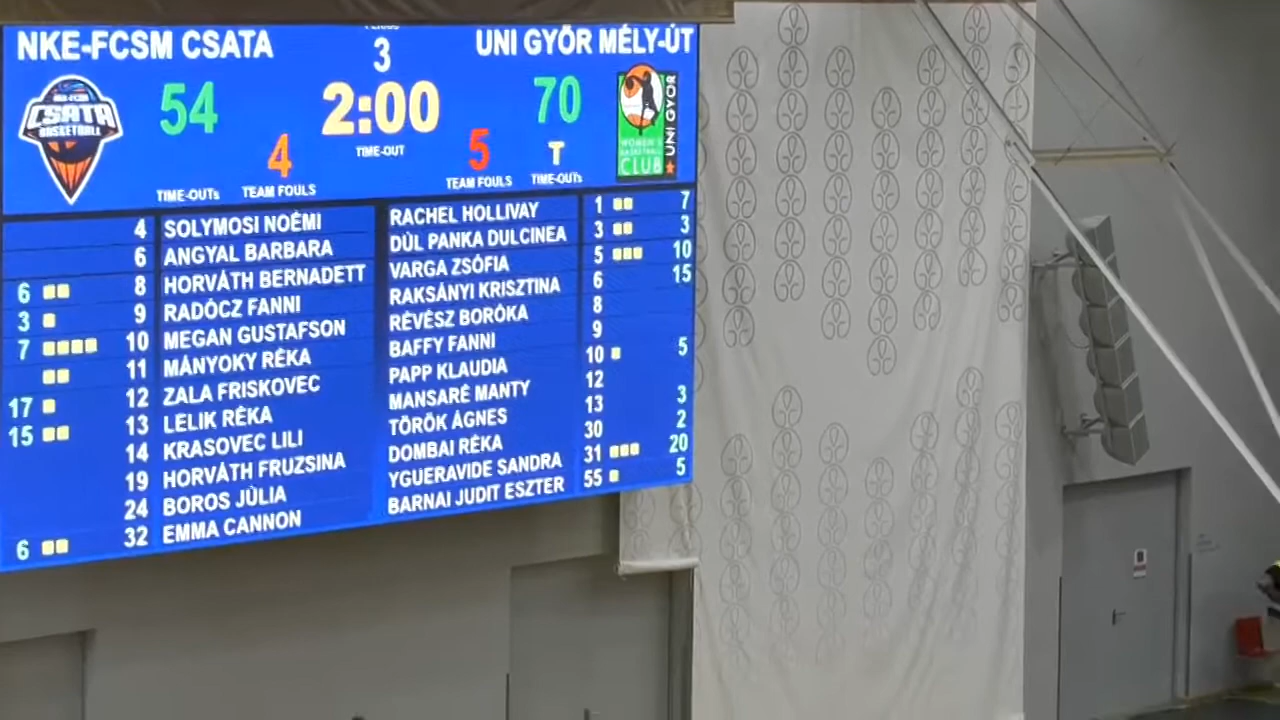 NKE-FCSM CSATA
3
UNI GYŐR MÉLY-ÚT
54
2:00
70
CSATA
BASKETBALL
UNI GYŐR
WOMEN'S
BASKETBALL
CLUB
4
TIME-OUT
5
T
TIME-OUTs
TEAM FOULS
TEAM FOULS
TIME-OUTs
4 SOLYMOSI NOÉMI RACHEL HOLLIVAY 1 7
6 ANGYAL BARBARA DÚL PANKA DULCINEA 3 3
6 8 HORVÁTH BERNADETT VARGA ZSÓFIA 5 10
3 9 RADÓCZ FANNI RAKSÁNYI KRISZTINA 6 15
7 10 MEGAN GUSTAFSON RÉVÉSZ BORÓKA 8
11 MÁNYOKY RÉKA BAFFY FANNI 9
17 12 ZALA FRISKOVEC PAPP KLAUDIA 10 5
15 13 LELIK RÉKA MANSARÉ MANTY 12
14 KRASOVEC LILI TÖRÖK ÁGNES 13 3
19 HORVÁTH FRUZSINA DOMBAI RÉKA 30 2
24 BOROS JÚLIA YGUERAVIDE SANDRA 31 20
6 32 EMMA CANNON BARNAI JUDIT ESZTER 55 5